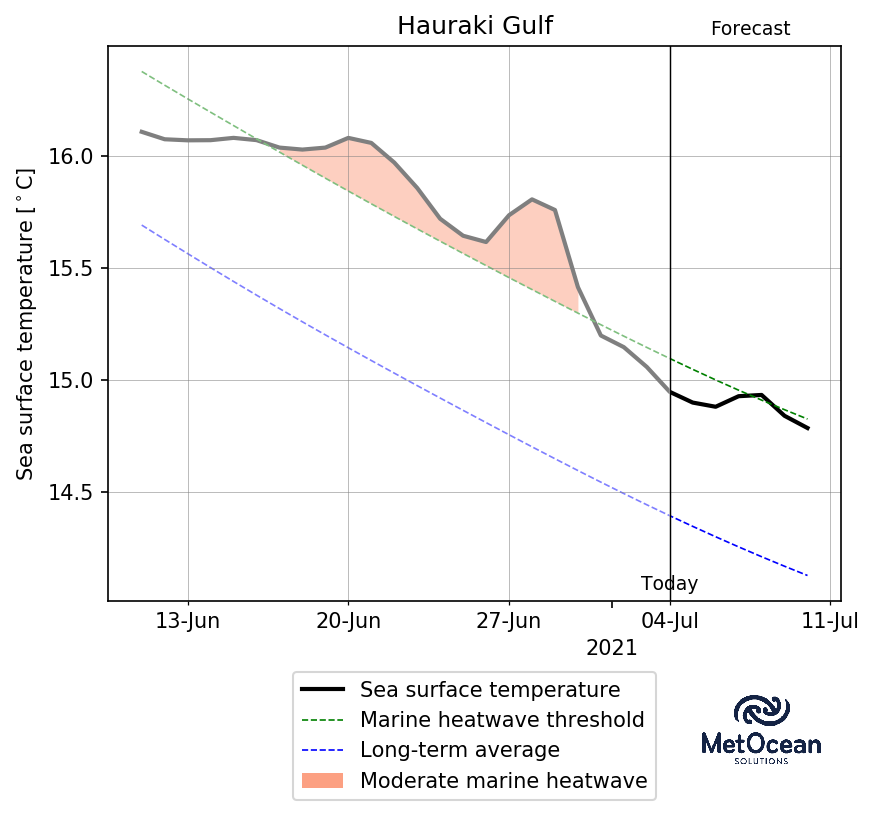 Hauraki Gulf
Forecast
Sea surface temperature [°C]
16.0
15.5
15.0
14.5
Today
13-Jun 20-Jun 27-Jun 04-Jul 11-Jul
2021
Sea surface temperature
Marine heatwave threshold
Long-term average
Moderate marine heatwave
MetOcean
SOLUTIONS